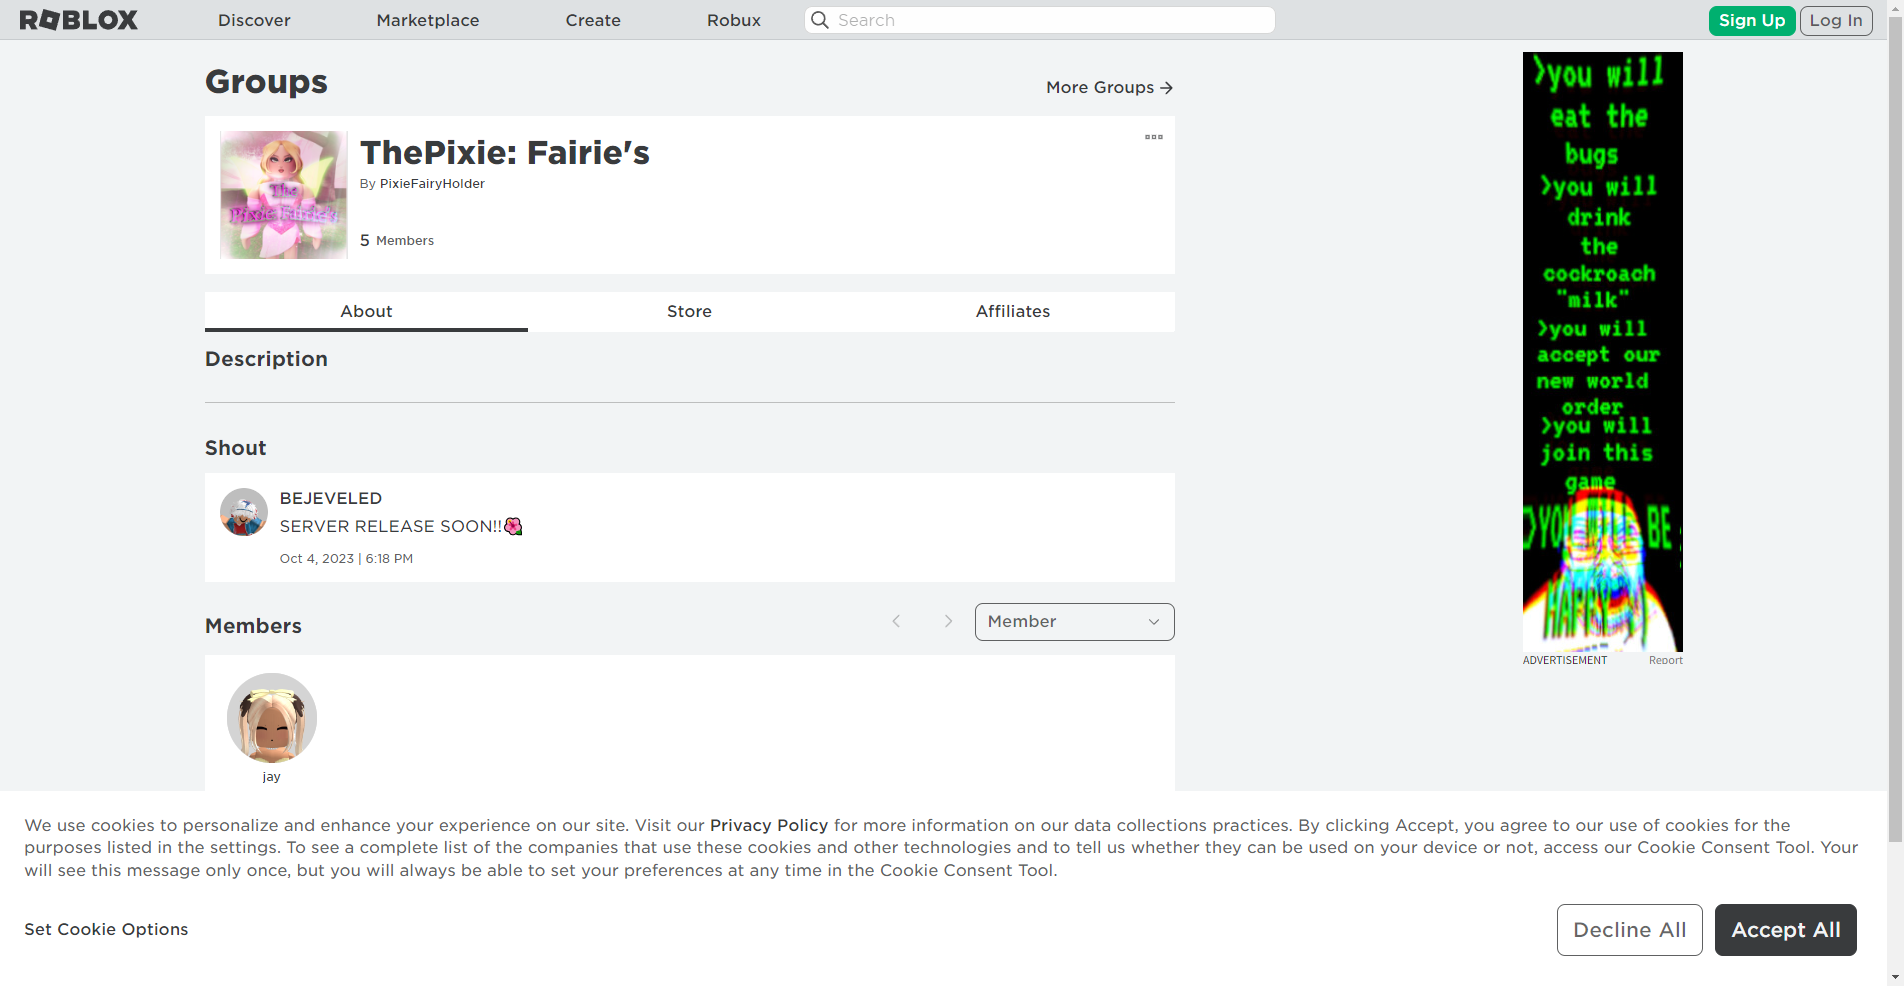 ROBLOX
Discover
Marketplace
Create
Robux
Search
Sign Up
Log In
Groups
More Groups
ThePixie: Fairie's
By PixieFairyHolder
5 Members
The
Pixie Fairie's
About
Store
Affiliates
Description
Shout
BEJEVELED
SERVER RELEASE SOON!!🌺
Oct 4, 2023 | 6:18 PM
Members
Member
jay
>you will
eat the
bugs
>you will
drink
the
cockroach
"milk"
>you will
accept our
new world
order
>you will
join this
game
BE
HAPPY
ADVERTISEMENT
Report
We use cookies to personalize and enhance your experience on our site. Visit our Privacy Policy for more information on our data collections practices. By clicking Accept, you agree to our use of cookies for the
purposes listed in the settings. To see a complete list of the companies that use these cookies and other technologies and to tell us whether they can be used on your device or not, access our Cookie Consent Tool. Your
will see this message only once, but you will always be able to set your preferences at any time in the Cookie Consent Tool.
Set Cookie Options
Decline All
Accept All